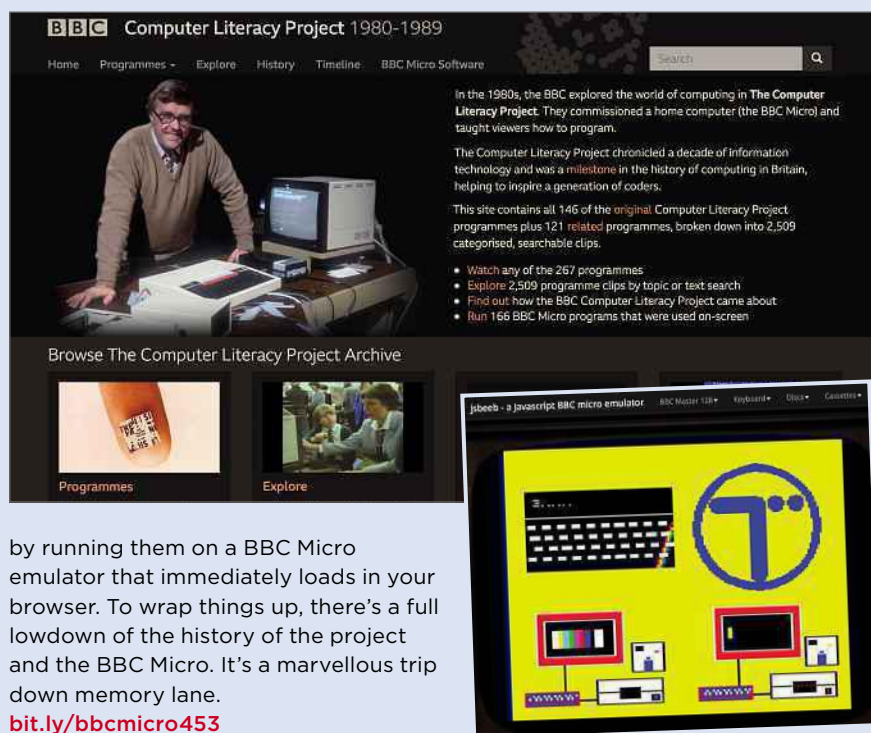 BBC Computer Literacy Project 1980-1989
Home Programmes Explore History Timeline BBC Micro Software
Search
In the 1980s, the BBC explored the world of computing in The Computer
Literacy Project. They commissioned a home computer (the BBC Micro) and
taught viewers how to program.
The Computer Literacy Project chronicled a decade of information
technology and was a milestone in the history of computing in Britain,
helping to inspire a generation of coders.
This site contains all 146 of the original Computer Literacy Project
programmes plus 121 related programmes, broken down into 2,509
categorised, searchable clips.
• Watch any of the 267 programmes
• Explore 2,509 programme clips by topic or text search
• Find out how the BBC Computer Literacy Project came about
• Run 166 BBC Micro programs that were used on-screen
Browse The Computer Literacy Project Archive
Programmes
Explore
jsbeeb - a Javascript BBC micro emulator BBC Master 128 Keyboard Discs Cassettes
by running them on a BBC Micro
emulator that immediately loads in your
browser. To wrap things up, there's a full
lowdown of the history of the project
and the BBC Micro. It's a marvellous trip
down memory lane.
bit.ly/bbcmicro453